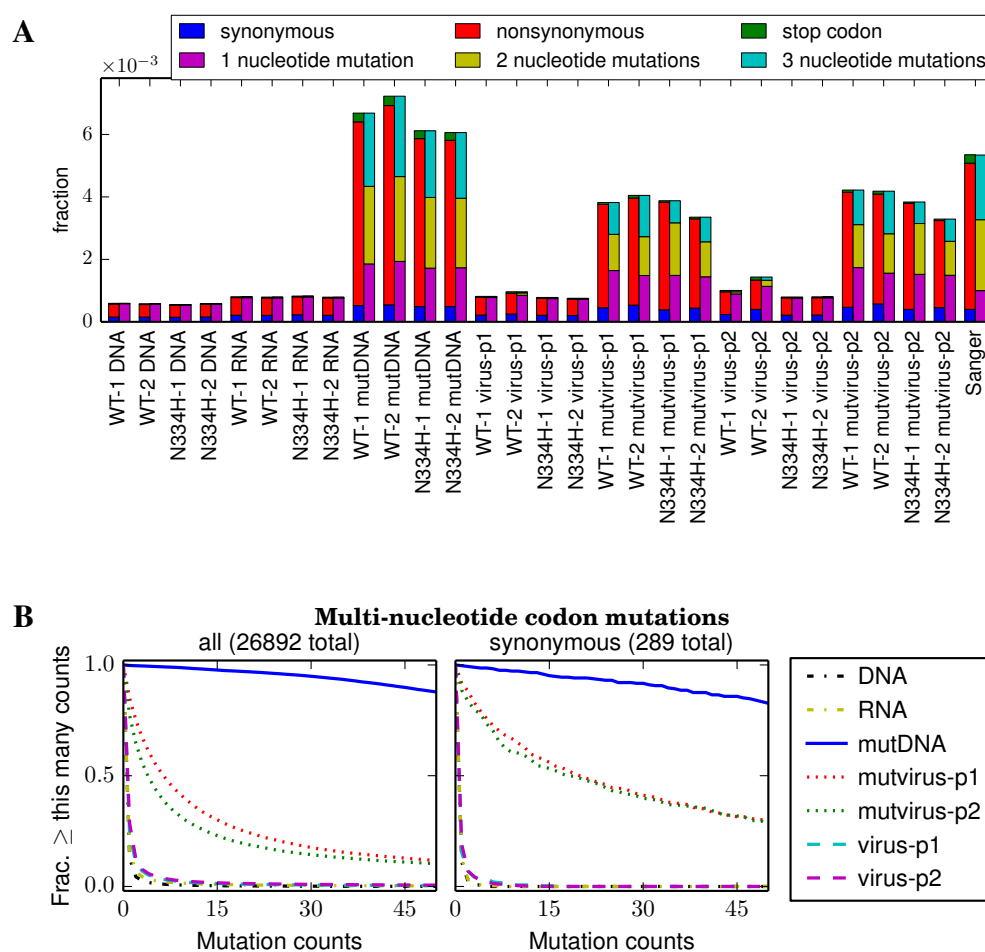 A
synonymous nonsynonymous stop codon
1 nucleotide mutation 2 nucleotide mutations 3 nucleotide mutations
×10⁻³
6
4
2
0
fraction
WT-1 DNA
WT-2 DNA
N334H-1 DNA
N334H-2 DNA
WT-1 RNA
WT-2 RNA
N334H-1 RNA
N334H-2 RNA
WT-1 mutDNA
WT-2 mutDNA
N334H-1 mutDNA
N334H-2 mutDNA
WT-1 virus-p1
WT-2 virus-p1
N334H-1 virus-p1
N334H-2 virus-p1
WT-1 mutvirus-p1
WT-2 mutvirus-p1
N334H-1 mutvirus-p1
N334H-2 mutvirus-p1
WT-1 virus-p2
WT-2 virus-p2
N334H-1 virus-p2
N334H-2 virus-p2
WT-1 mutvirus-p2
WT-2 mutvirus-p2
N334H-1 mutvirus-p2
N334H-2 mutvirus-p2
Sanger
B
Multi-nucleotide codon mutations
all (26892 total) synonymous (289 total)
Frac. ≥ this many counts
1.0
0.5
0.0
0 15 30 45 0 15 30 45
Mutation counts Mutation counts
DNA
RNA
mutDNA
mutvirus-p1
mutvirus-p2
virus-p1
virus-p2